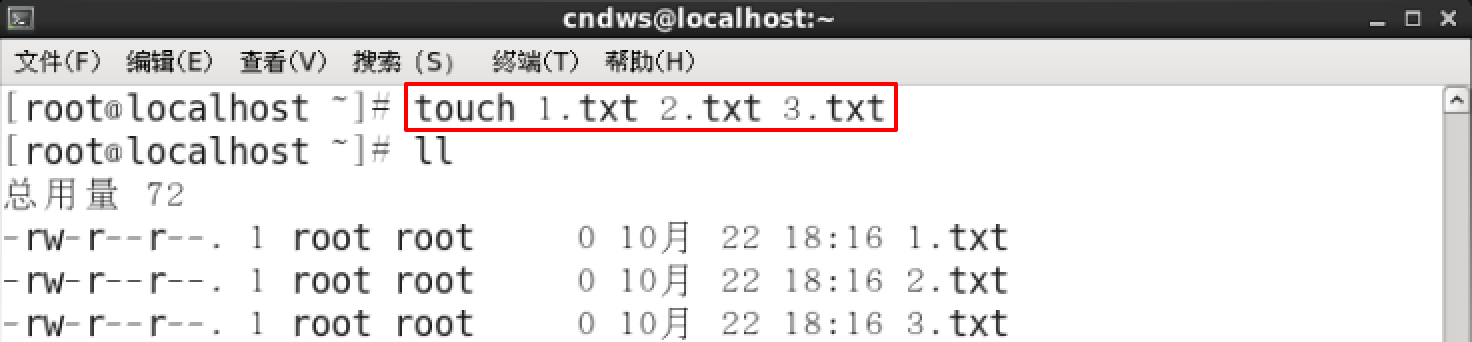 cndws@localhost:~
文件(F) 编辑(E) 查看(V) 搜索 (S) 终端(T) 帮助(H)
[root@localhost ~]# touch 1.txt 2.txt 3.txt
[root@localhost ~]# ll
总用量 72
-rw-r--r--. 1 root root     0 10月 22 18:16 1.txt
-rw-r--r--. 1 root root     0 10月 22 18:16 2.txt
-rw-r--r--. 1 root root     0 10月 22 18:16 3.txt